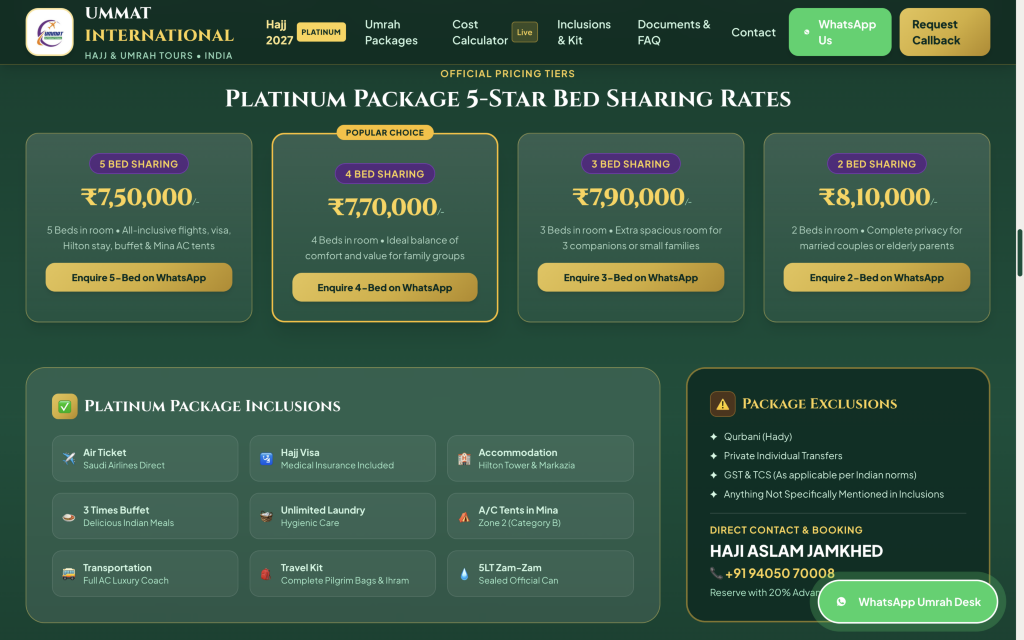 UMMAT
INTERNATIONAL
HAJJ & UMRAH TOURS • INDIA
Hajj 2027
PLATINUM
Umrah Packages
Cost Calculator
Live
Inclusions & Kit
Documents & FAQ
Contact
WhatsApp Us
Request Callback
OFFICIAL PRICING TIERS
PLATINUM PACKAGE 5-STAR BED SHARING RATES
5 BED SHARING
₹7,50,000/-
5 Beds in room • All-inclusive flights, visa,
Hilton stay, buffet & Mina AC tents
Enquire 5-Bed on WhatsApp
POPULAR CHOICE
4 BED SHARING
₹7,70,000/-
4 Beds in room • Ideal balance of
comfort and value for family groups
Enquire 4-Bed on WhatsApp
3 BED SHARING
₹7,90,000/-
3 Beds in room • Extra spacious room for
3 companions or small families
Enquire 3-Bed on WhatsApp
2 BED SHARING
₹8,10,000/-
2 Beds in room • Complete privacy for
married couples or elderly parents
Enquire 2-Bed on WhatsApp
PLATINUM PACKAGE INCLUSIONS
Air Ticket
Saudi Airlines Direct
Hajj Visa
Medical Insurance Included
Accommodation
Hilton Tower & Markazia
3 Times Buffet
Delicious Indian Meals
Unlimited Laundry
Hygienic Care
A/C Tents in Mina
Zone 2 (Category B)
Transportation
Full AC Luxury Coach
Travel Kit
Complete Pilgrim Bags & Ihram
5LT Zam-Zam
Sealed Official Can
PACKAGE EXCLUSIONS
✦ Qurbani (Hady)
✦ Private Individual Transfers
✦ GST & TCS (As applicable per Indian norms)
✦ Anything Not Specifically Mentioned in Inclusions
DIRECT CONTACT & BOOKING
HAJI ASLAM JAMKHED
+91 94050 70008
Reserve with 20%
WhatsApp Umrah Desk